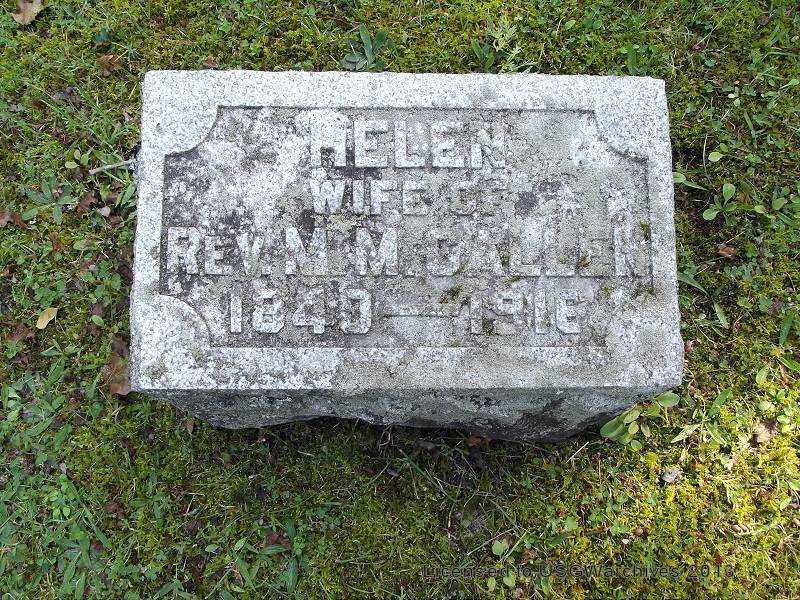 HELEN
WIFE OF
REV. M. M. CALLEN
1840 — 1916
Licensed to USGWarchives 2013